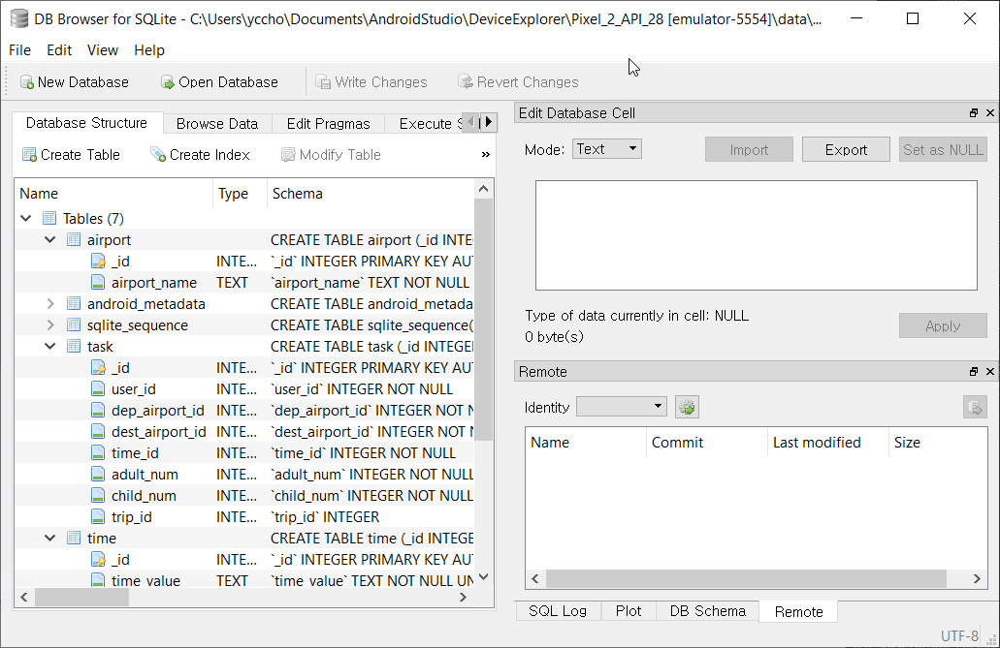 DB Browser for SQLite - C:\Users\yccho\Documents\AndroidStudio\DeviceExplorer\Pixel_2_API_28 [emulator-5554]\data\...
File Edit View Help
New Database Open Database Write Changes Revert Changes
Database Structure Browse Data Edit Pragmas Execute S
Create Table Create Index Modify Table »
Name Type Schema
Tables (7)
airport CREATE TABLE airport (_id INTE
_id INTE... `_id` INTEGER PRIMARY KEY AU
airport_name TEXT `airport_name` TEXT NOT NULL
android_metadata CREATE TABLE android_metada
sqlite_sequence CREATE TABLE sqlite_sequence(
task CREATE TABLE task (_id INTEGER
_id INTE... `_id` INTEGER PRIMARY KEY AU
user_id INTE... `user_id` INTEGER NOT NULL
dep_airport_id INTE... `dep_airport_id` INTEGER NOT N
dest_airport_id INTE... `dest_airport_id` INTEGER NOT N
time_id INTE... `time_id` INTEGER NOT NULL
adult_num INTE... `adult_num` INTEGER NOT NULL
child_num INTE... `child_num` INTEGER NOT NULL
trip_id INTE... `trip_id` INTEGER
time CREATE TABLE time (_id INTEGE
_id INTE... `_id` INTEGER PRIMARY KEY AU
time_value TEXT `time_value` TEXT NOT NULL UN
Edit Database Cell
Mode: Text Import Export Set as NULL
Type of data currently in cell: NULL
0 byte(s)
Apply
Remote
Identity
Name Commit Last modified Size
SQL Log Plot DB Schema Remote
UTF-8